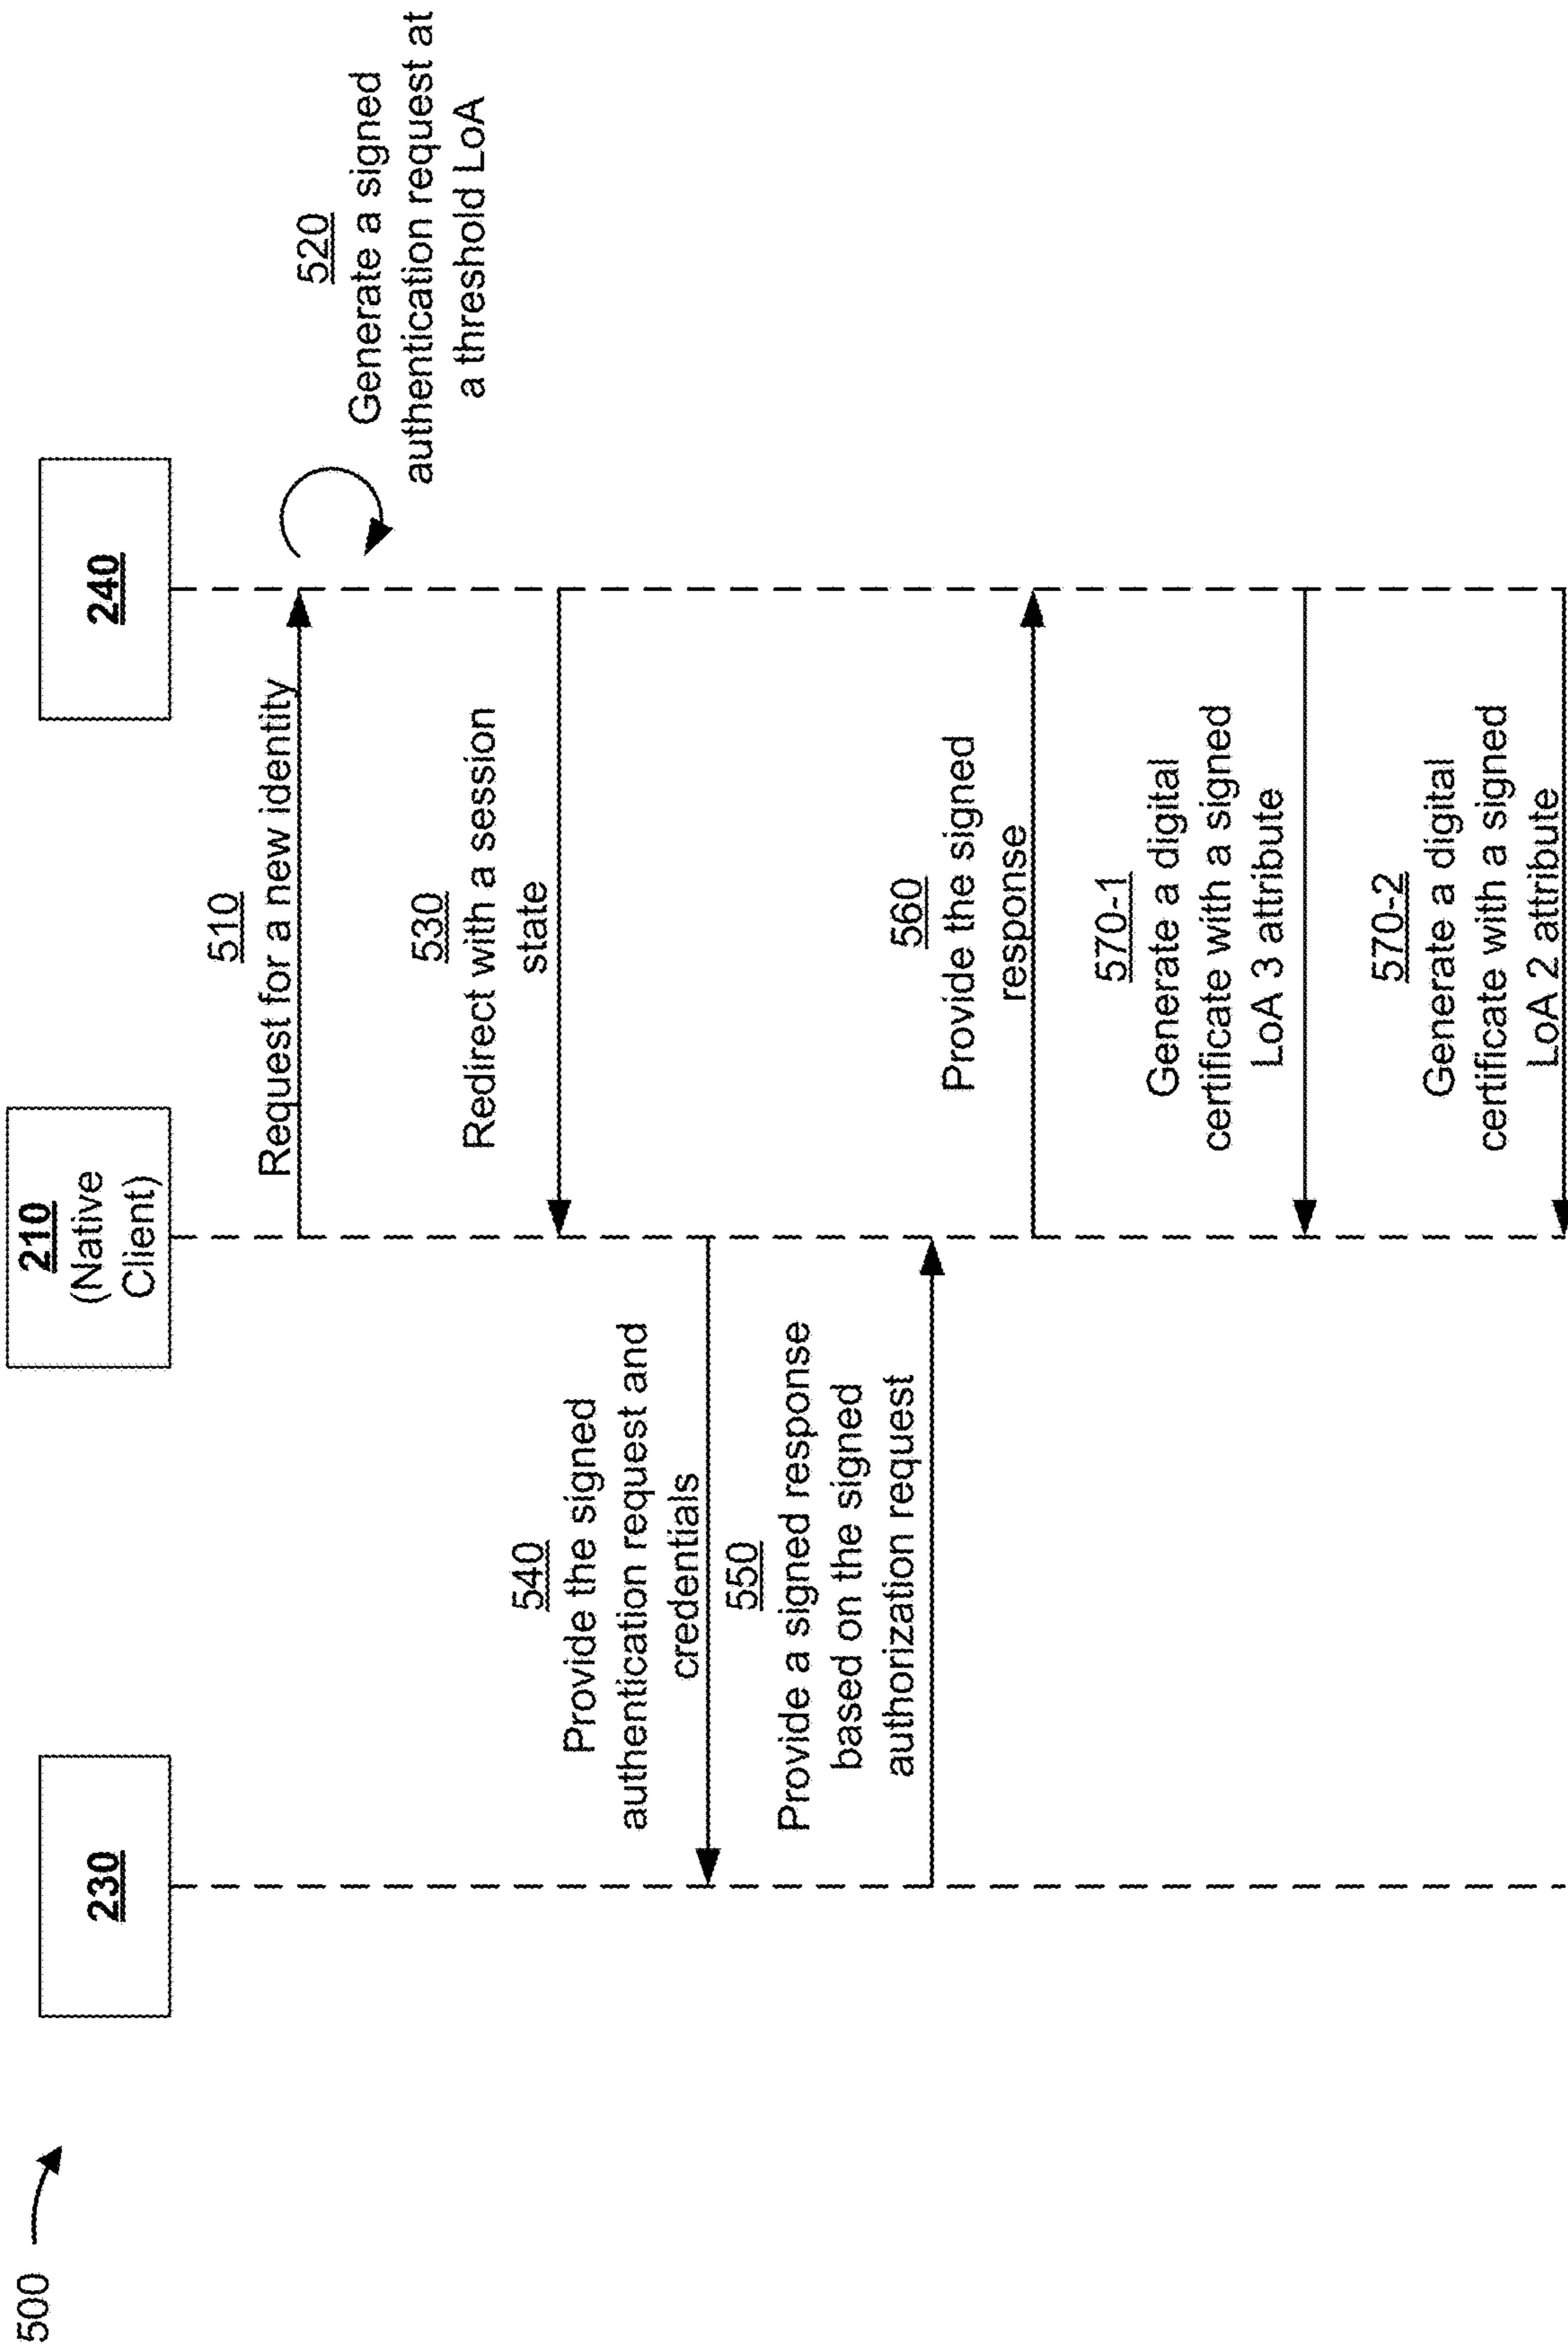 500
230
210
(Native
Client)
240
510
Request for a new identity
520
Generate a signed
authentication request at
a threshold LoA
530
Redirect with a session
state
540
Provide the signed
authentication request and
credentials
550
Provide a signed response
based on the signed
authorization request
560
Provide the signed
response
570-1
Generate a digital
certificate with a signed
LoA 3 attribute
570-2
Generate a digital
certificate with a signed
LoA 2 attribute